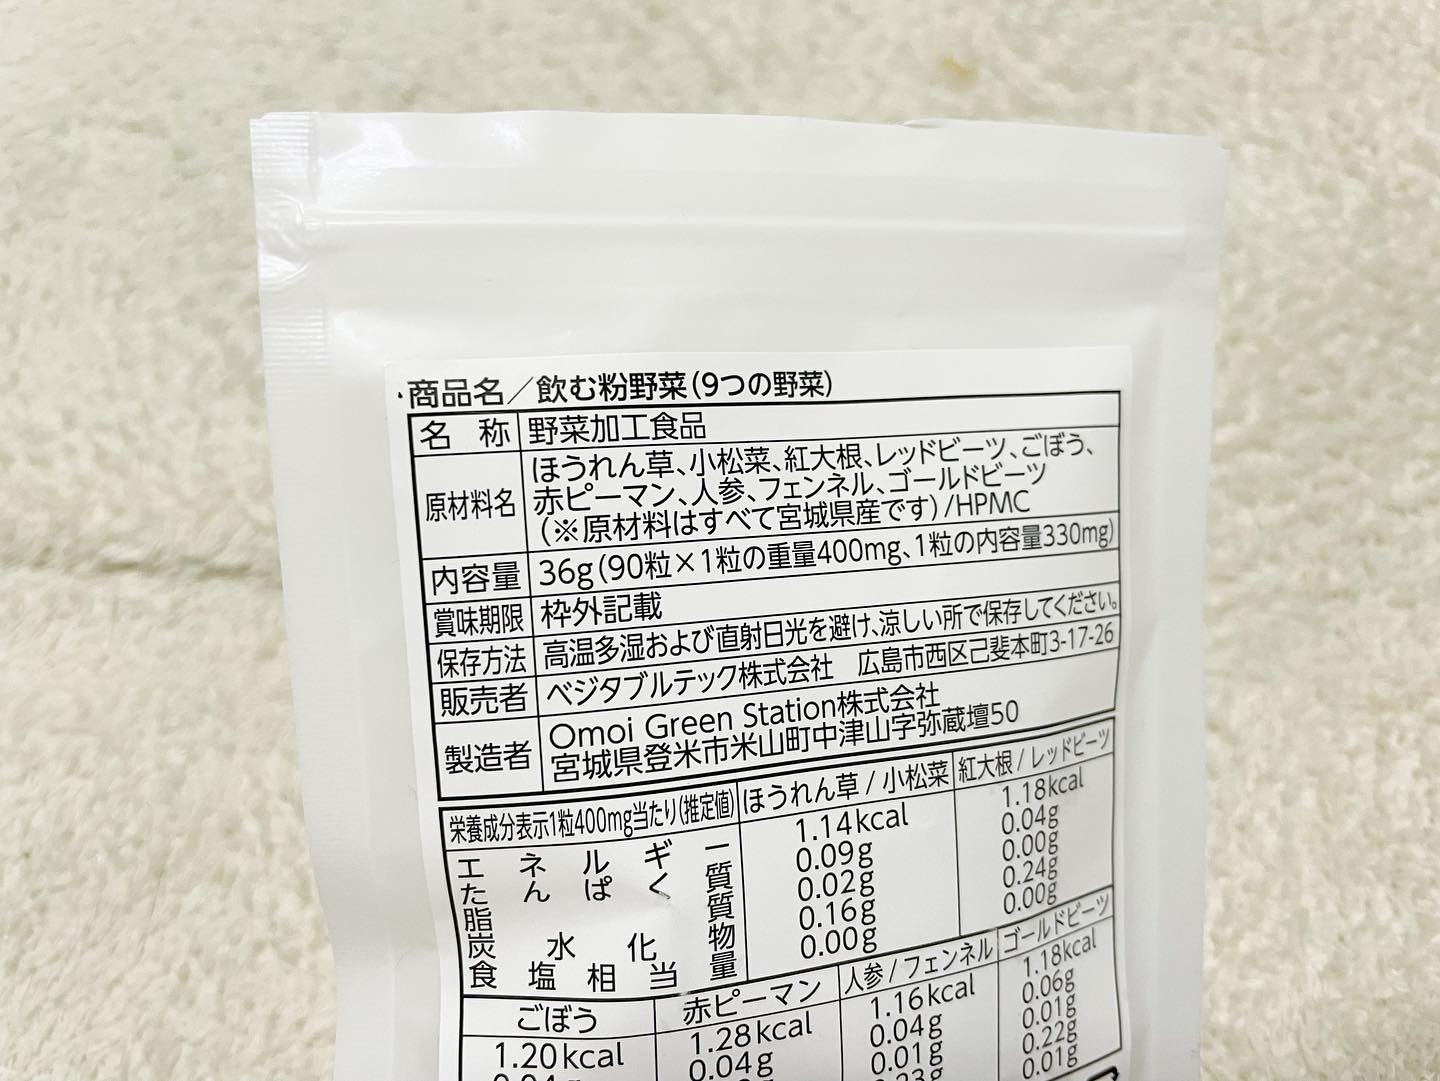 商品名／飲む粉野菜(9つの野菜)
名 称 野菜加工食品
原材料名 ほうれん草、小松菜、紅大根、レッドビーツ、ごぼう、
赤ピーマン、人参、フェンネル、ゴールドビーツ
(※原材料はすべて宮城県産です)/HPMC
内容量 36g(90粒×1粒の重量400mg、1粒の内容量330mg)
賞味期限 枠外記載
保存方法 高温多湿および直射日光を避け、涼しい所で保存してください。
販売者 ベジタブルテック株式会社 広島市西区己斐本町3-17-26
製造者 Omoi Green Station株式会社
宮城県登米市米山町中津山字弥蔵壇50
栄養成分表示1粒400mg当たり(推定値) ほうれん草/小松菜 紅大根/レッドビーツ
エネルギー 1.14kcal 1.18kcal
たんぱく質 0.09g 0.04g
脂質 0.02g 0.00g
炭水化物 0.16g 0.24g
食塩相当量 0.00g 0.00g
ごぼう 赤ピーマン 人参/フェンネル ゴールドビーツ
1.20kcal 1.28kcal 1.16kcal 1.18kcal
0.04g 0.04g 0.06g
0.01g 0.01g
0.22g
0.01g